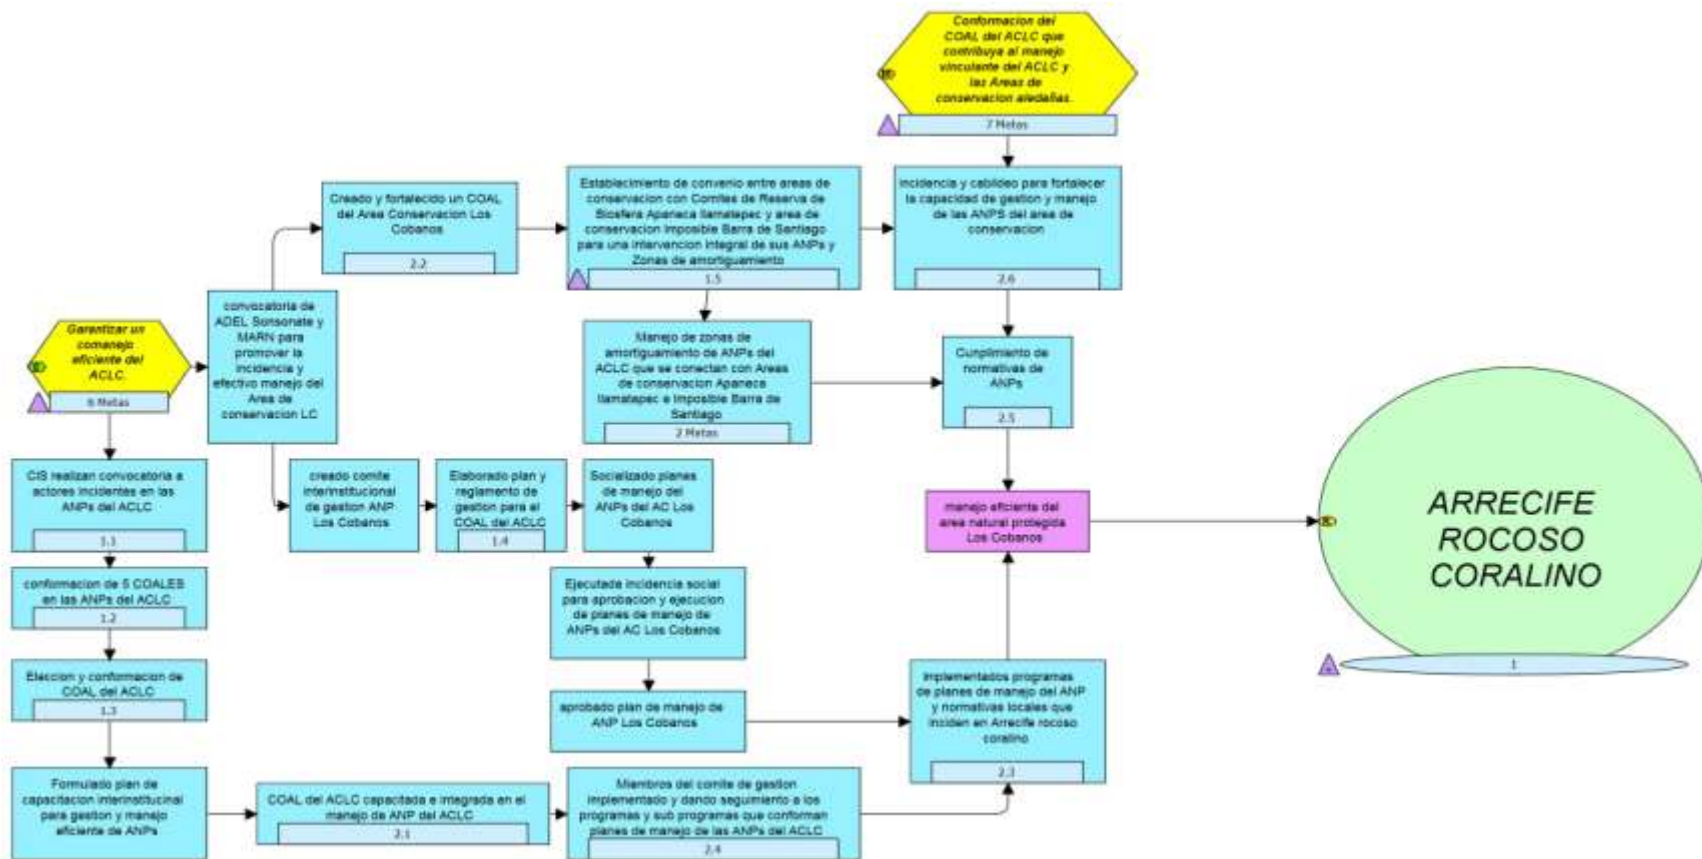 Conformacion del
COAL del ACLC que
contribuya al manejo
vinculante del ACLC y
las Areas de
conservacion aledañas.
7 Metas
Creado y fortalecido un COAL
del Area Conservacion Los
Cobanos
2.2
Establecimiento de convenio entre areas de
conservacion con Comites de Reserva de
Biosfera Apaneca Ilamatepec y area de
conservacion Imposible Barra de Santiago
para una intervencion integral de sus ANPs y
Zonas de amortiguamiento
1.5
Incidencia y cabildeo para fortalecer
la capacidad de gestion y manejo
de las ANPS del area de
conservacion
2.6
Garantizar un
comanejo
eficiente del
ACLC.
6 Metas
convocatoria de
ADEL Sonsonate y
MARN para
promover la
incidencia y
efectivo manejo del
Area de
conservacion LC
Manejo de zonas de
amortiguamiento de ANPs del
ACLC que se conectan con Areas
de conservacion Apaneca
Ilamatepec e Imposible Barra de
Santiago
2 Metas
Cunplimiento de
normativas de
ANPs
2.5
CIS realizan convocatoria a
actores incidentes en las
ANPs del ACLC
1.1
creado comite
interinstitucional
de gestion ANP
Los Cobanos
Elaborado plan y
reglamento de
gestion para el
COAL del ACLC
1.4
Socializado planes
de manejo del
ANPs del AC Los
Cobanos
manejo eficiente del
area natural protegida
Los Cobanos
ARRECIFE
ROCOSO
CORALINO
1
conformacion de 5 COALES
en las ANPs del ACLC
1.2
Ejecutada incidencia social
para aprobacion y ejecucion
de planes de manejo de
ANPs del AC Los Cobanos
Eleccion y conformacion de
COAL del ACLC
1.3
aprobado plan de manejo de
ANP Los Cobanos
Implementados programas
de planes de manejo del ANP
y normativas locales que
inciden en Arrecife rocoso
coralino
2.3
Formulado plan de
capacitacion interinstitucinal
para gestion y manejo
eficiente de ANPs
COAL del ACLC capacitada e integrada en el
manejo de ANP del ACLC
2.1
Miembros del comite de gestion
implementado y dando seguimiento a los
programas y sub programas que conforman
planes de manejo de las ANPs del ACLC
2.4